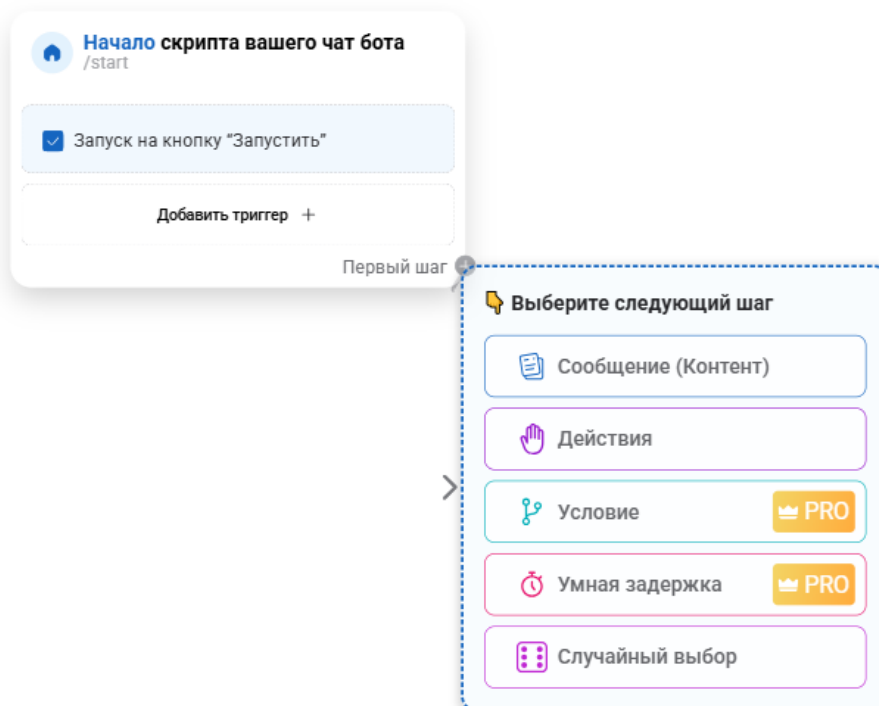 Начало скрипта вашего чат бота
/start
Запуск на кнопку “Запустить”
Добавить триггер +
Первый шаг
Выберите следующий шаг
Сообщение (Контент)
Действия
Условие PRO
Умная задержка PRO
Случайный выбор